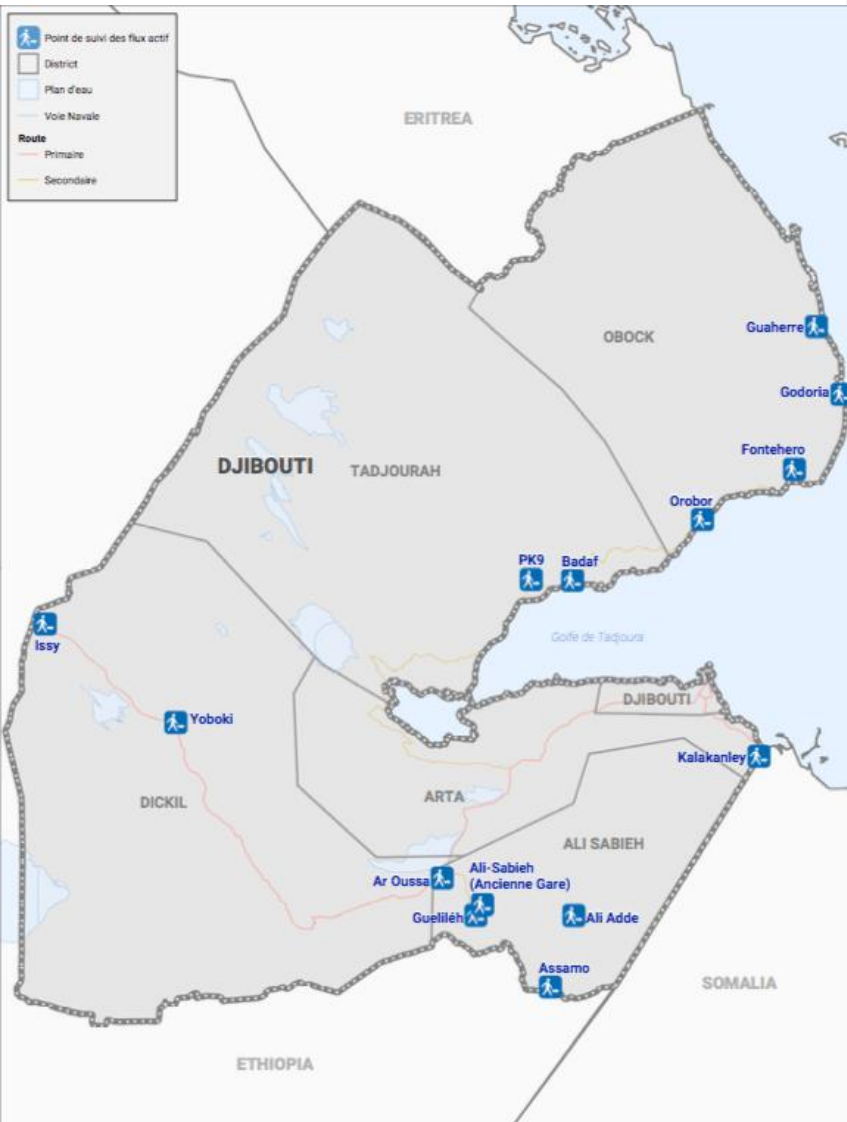 Point de suivi des flux actif
District
Plan d'eau
Voie Navale
Route
Primaire
Secondaire
ERITREA
OBOCK
Guaherre
Godoria
Fontehero
DJIBOUTI
TADJOURAH
Orobor
PK9
Badaf
Issy
Golfe de Tadjoura
DJIBOUTI
Yoboki
Kalakanley
DICKIL
ARTA
ALI SABIEH
Ar Oussa
Ali-Sabieh
(Ancienne Gare)
Gueliléh
Ali Adde
Assamo
SOMALIA
ETHIOPIA